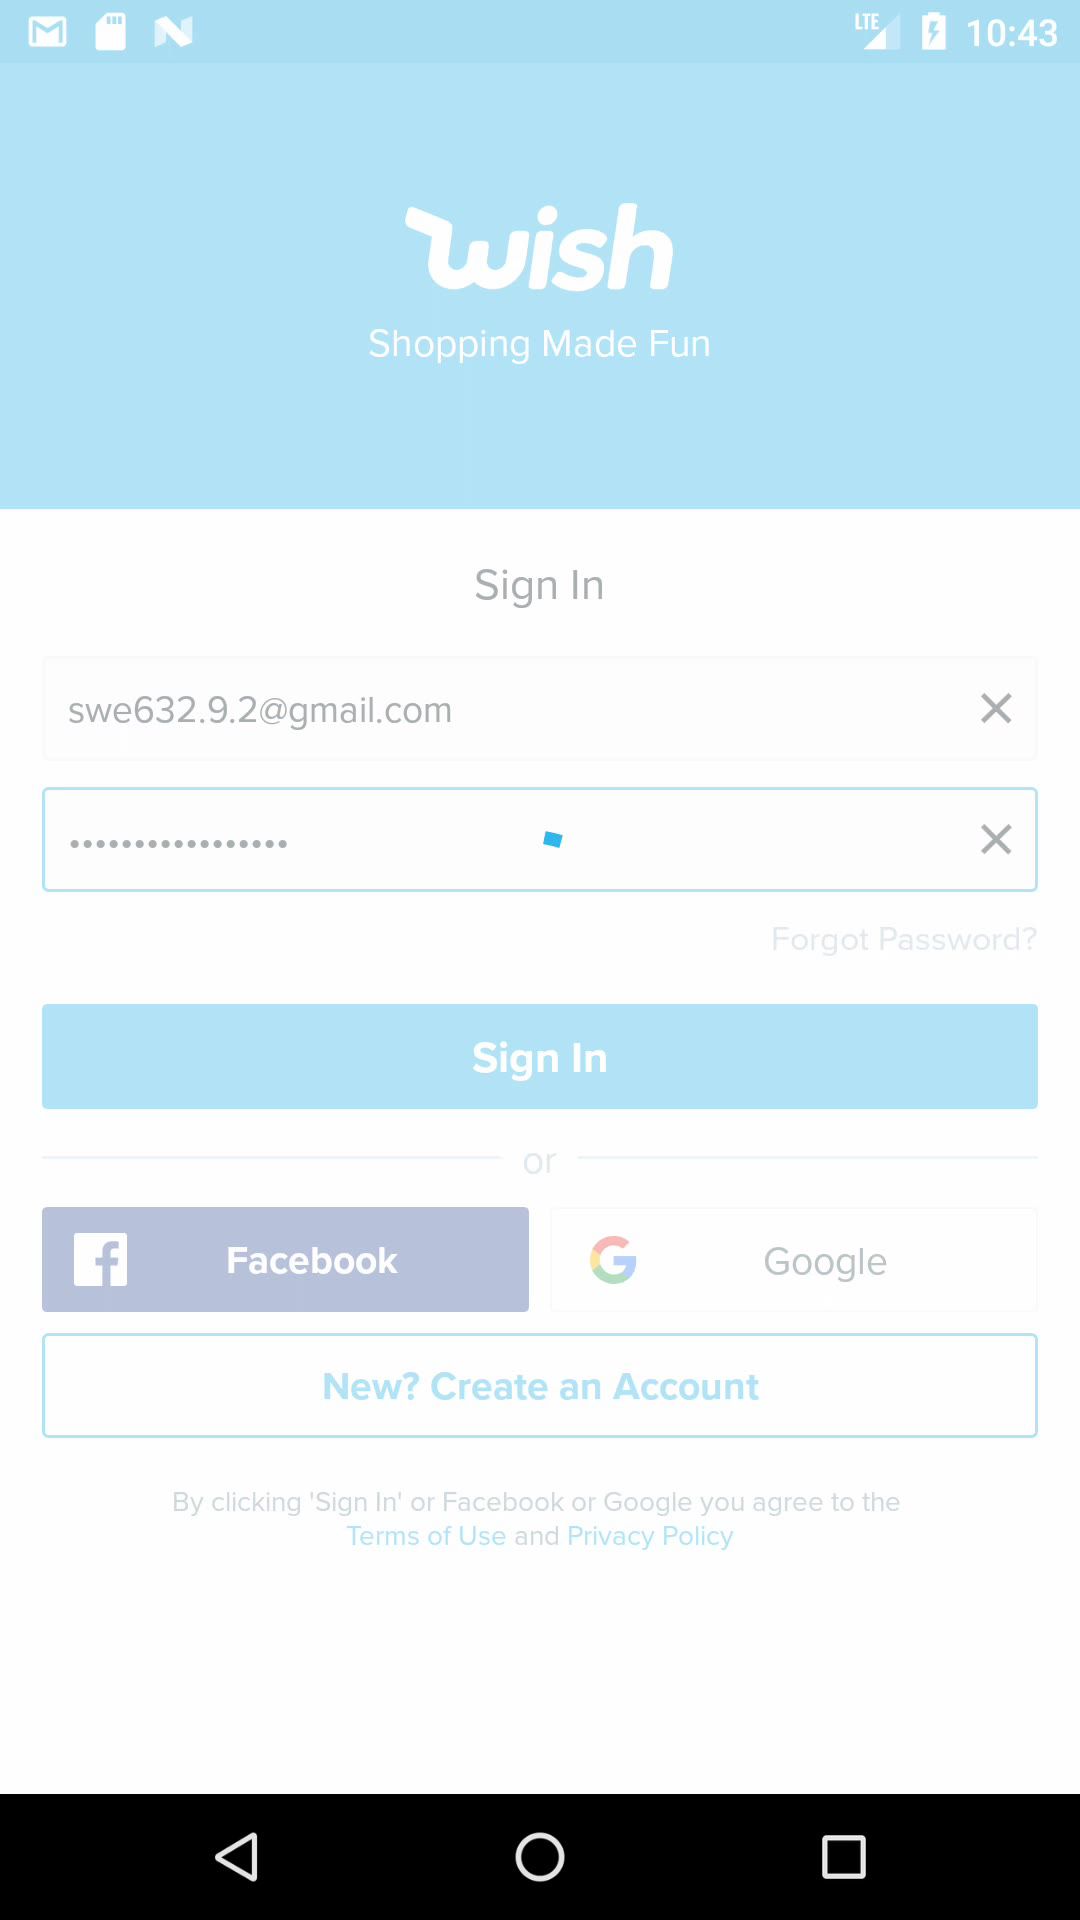 LTE 10:43
wish
Shopping Made Fun
Sign In
swe632.9.2@gmail.com
•••••••••••••••••
Forgot Password?
Sign In
or
Facebook
Google
New? Create an Account
By clicking 'Sign In' or Facebook or Google you agree to the
Terms of Use and Privacy Policy